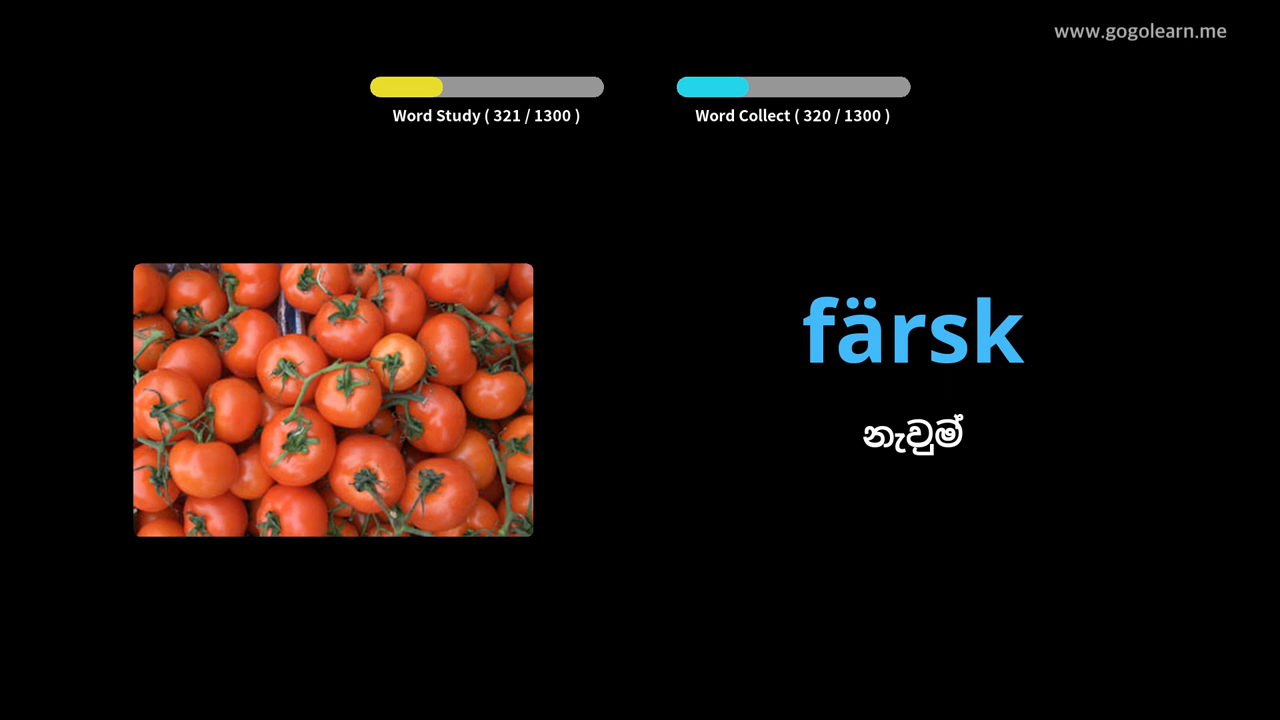 www.gogolearn.me
Word Study ( 321 / 1300 )
Word Collect ( 320 / 1300 )
färsk
නැවුම්